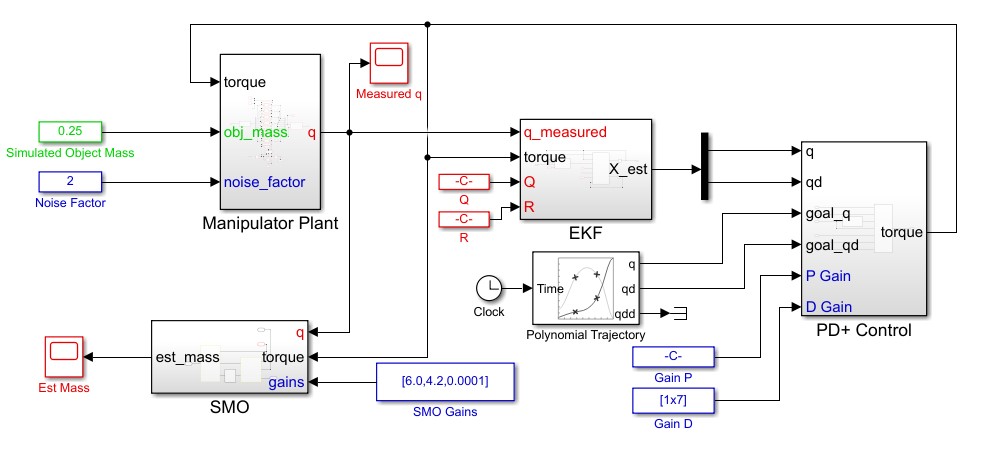 torque
Measured q
0.25
obj_mass
q
Simulated Object Mass
2
noise_factor
Noise Factor
Manipulator Plant
q_measured
torque
X_est
-C-
Q
Q
-C-
R
R
EKF
q
qd
goal_q
goal_qd
torque
P Gain
D Gain
PD+ Control
Clock
Time
q
qd
qdd
Polynomial Trajectory
q
est_mass
torque
gains
Est Mass
SMO
[6.0,4.2,0.0001]
SMO Gains
-C-
Gain P
[1x7]
Gain D